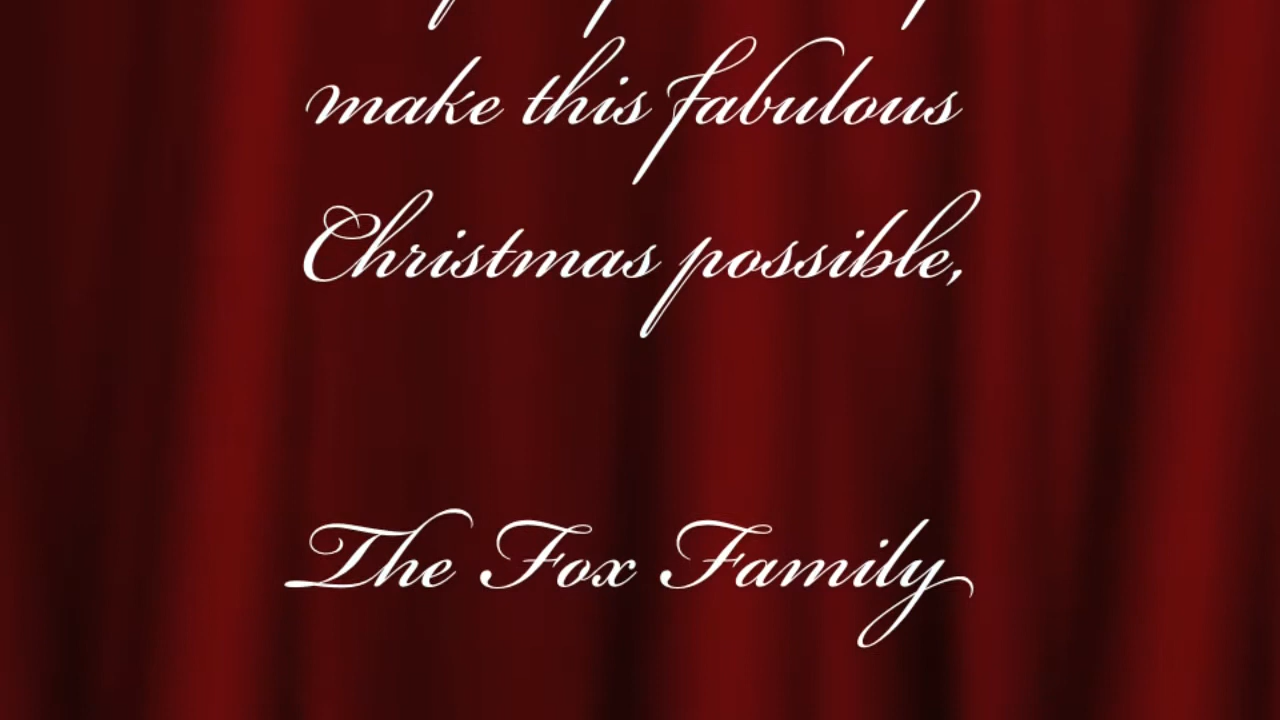 make this fabulous
Christmas possible,
The Fox Family